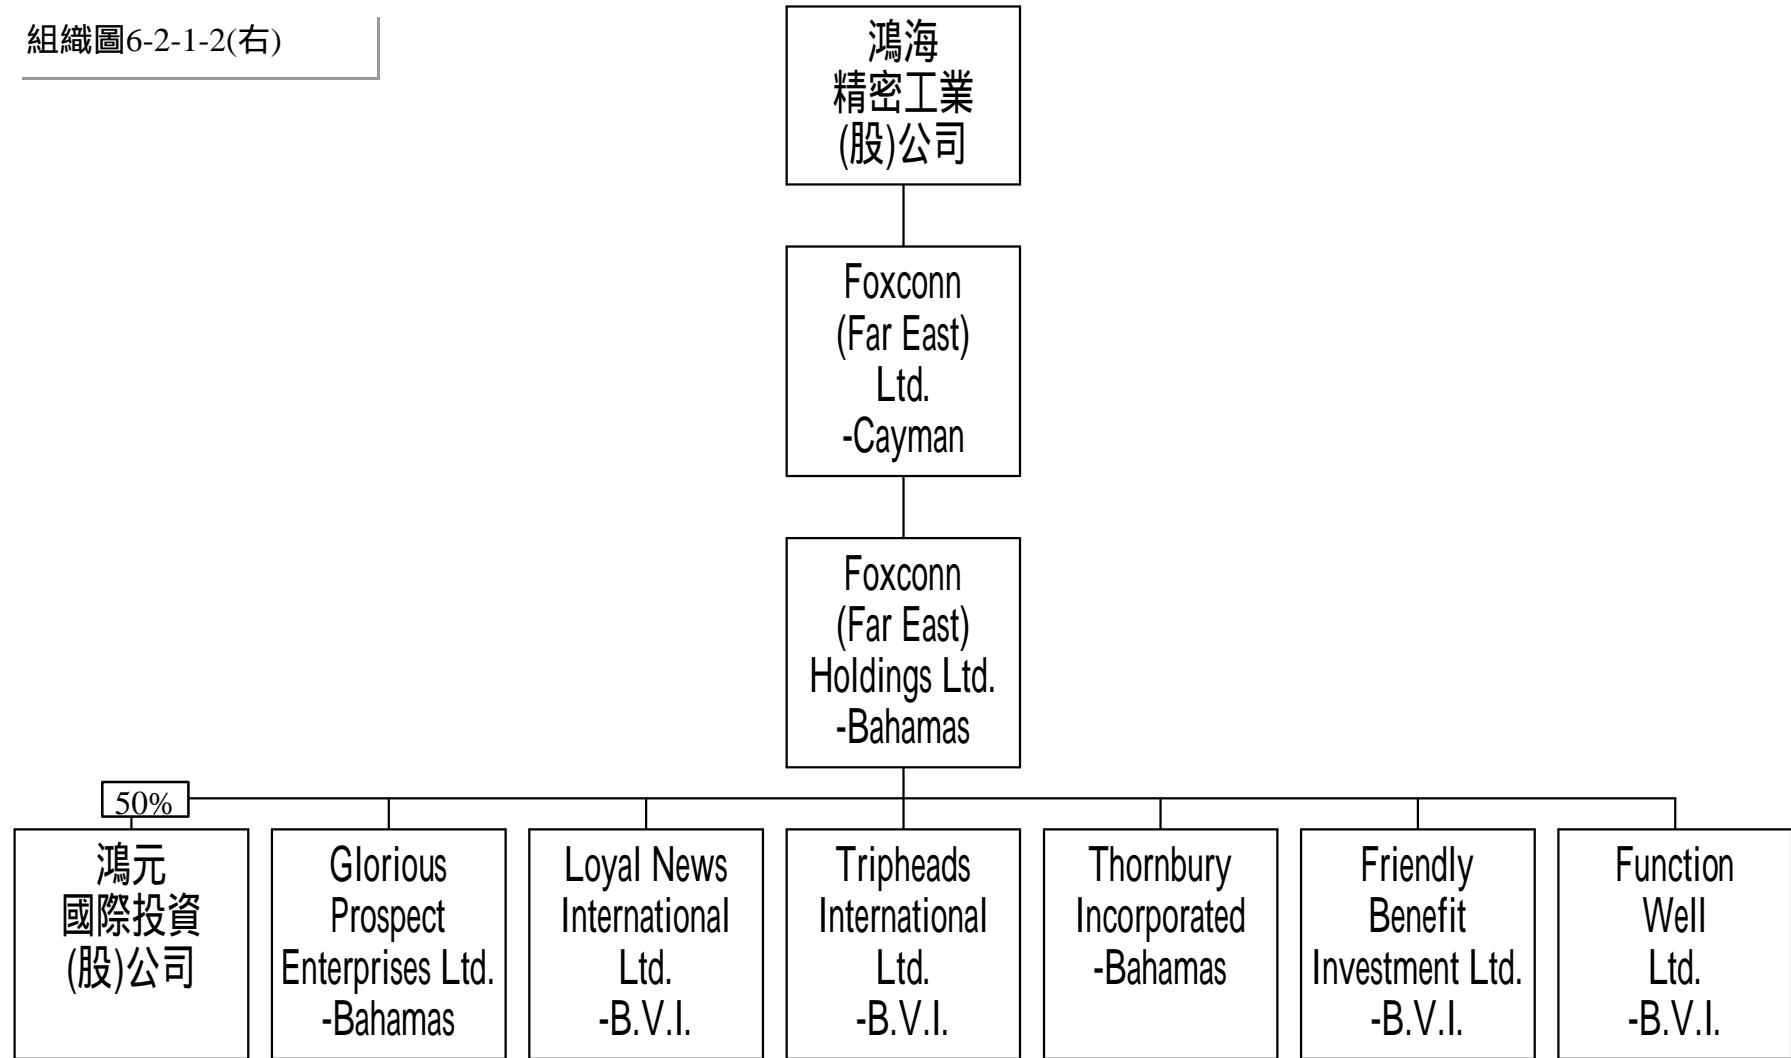 組織圖6-2-1-2(右)
鴻海
精密工業
(股)公司
Foxconn
(Far East)
Ltd.
-Cayman
Foxconn
(Far East)
Holdings Ltd.
-Bahamas
50%
鴻元
國際投資
(股)公司
Glorious
Prospect
Enterprises Ltd.
-Bahamas
Loyal News
International
Ltd.
-B.V.I.
Tripheads
International
Ltd.
-B.V.I.
Thornbury
Incorporated
-Bahamas
Friendly
Benefit
Investment Ltd.
-B.V.I.
Function
Well
Ltd.
-B.V.I.